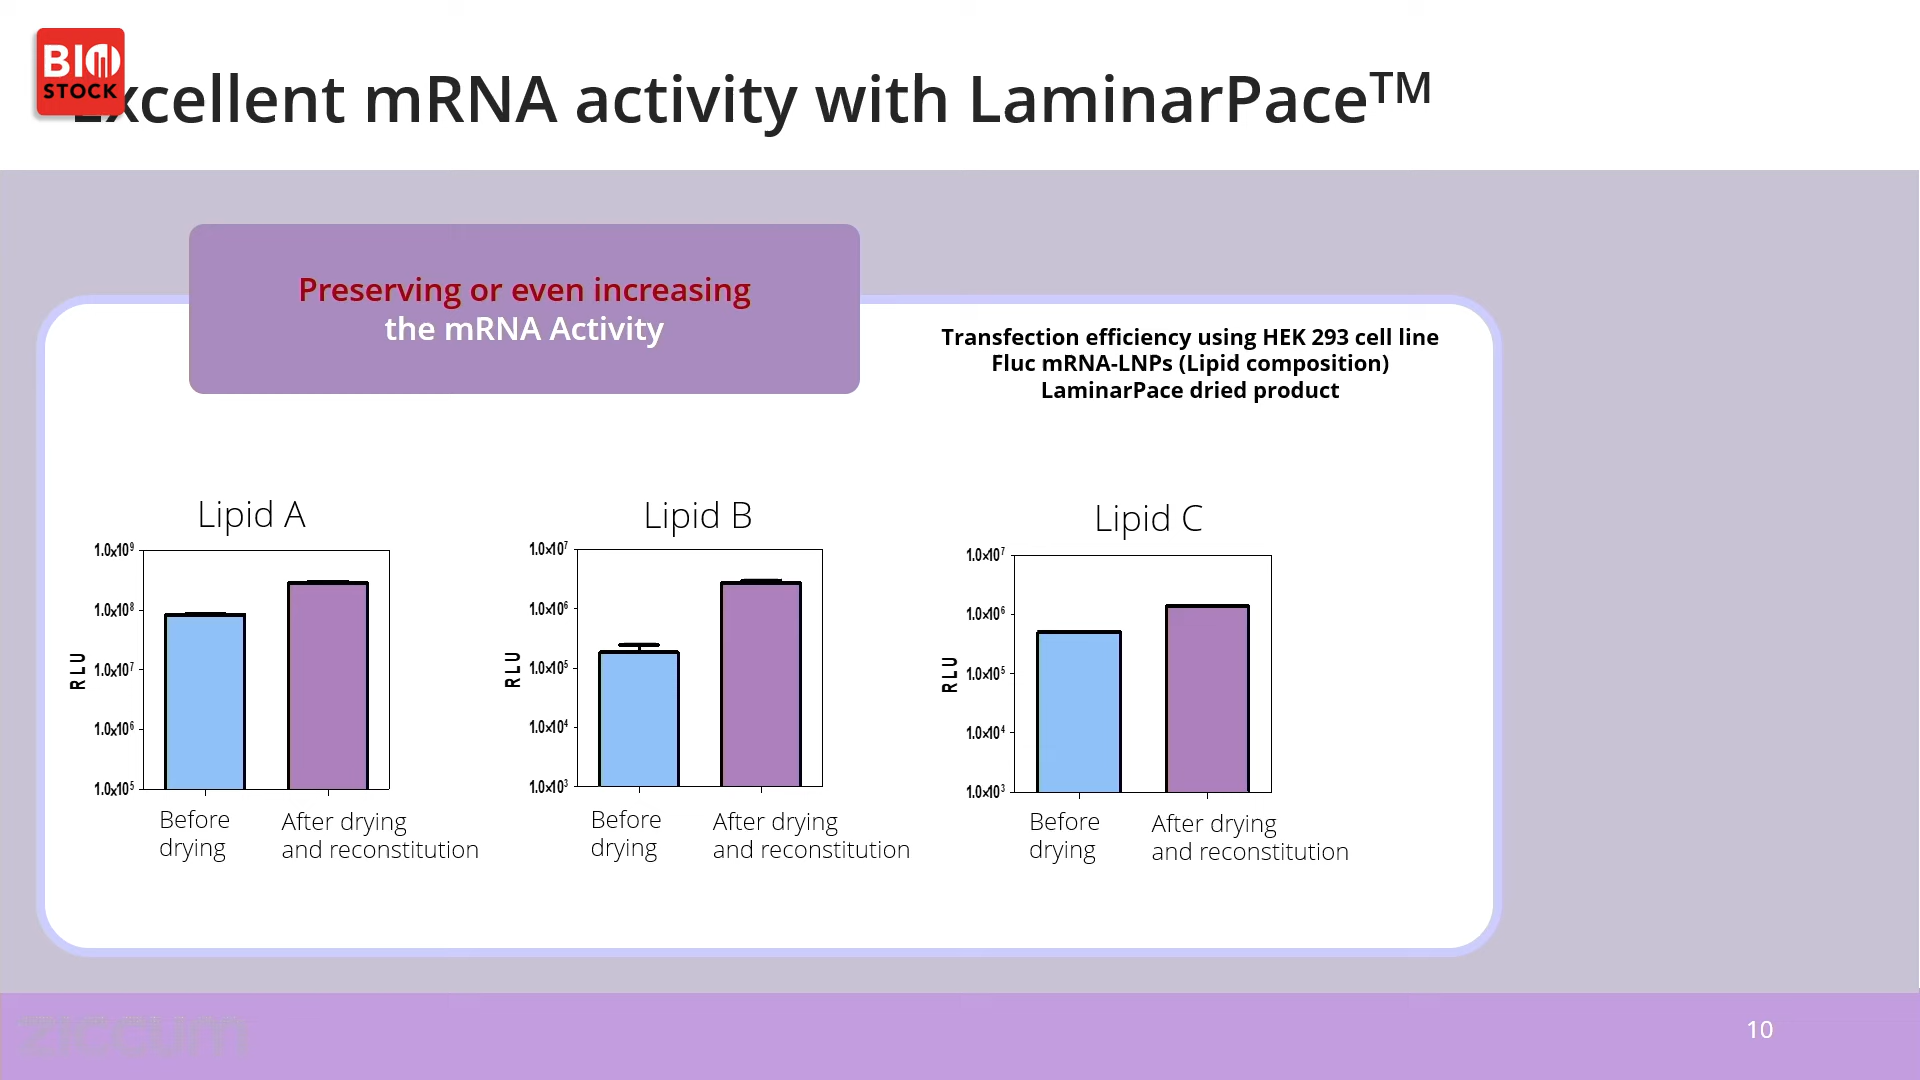 BIO
STOCK
Excellent mRNA activity with LaminarPace™
Preserving or even increasing
the mRNA Activity
Transfection efficiency using HEK 293 cell line
Fluc mRNA-LNPs (Lipid composition)
LaminarPace dried product
Lipid A
1.0x10⁹
1.0x10⁸
1.0x10⁷
1.0x10⁶
1.0x10⁵
RLU
Before
drying
After drying
and reconstitution
Lipid B
1.0x10⁷
1.0x10⁶
1.0x10⁵
1.0x10⁴
1.0x10³
RLU
Before
drying
After drying
and reconstitution
Lipid C
1.0x10⁷
1.0x10⁶
1.0x10⁵
1.0x10⁴
1.0x10³
RLU
Before
drying
After drying
and reconstitution
ziccum
10